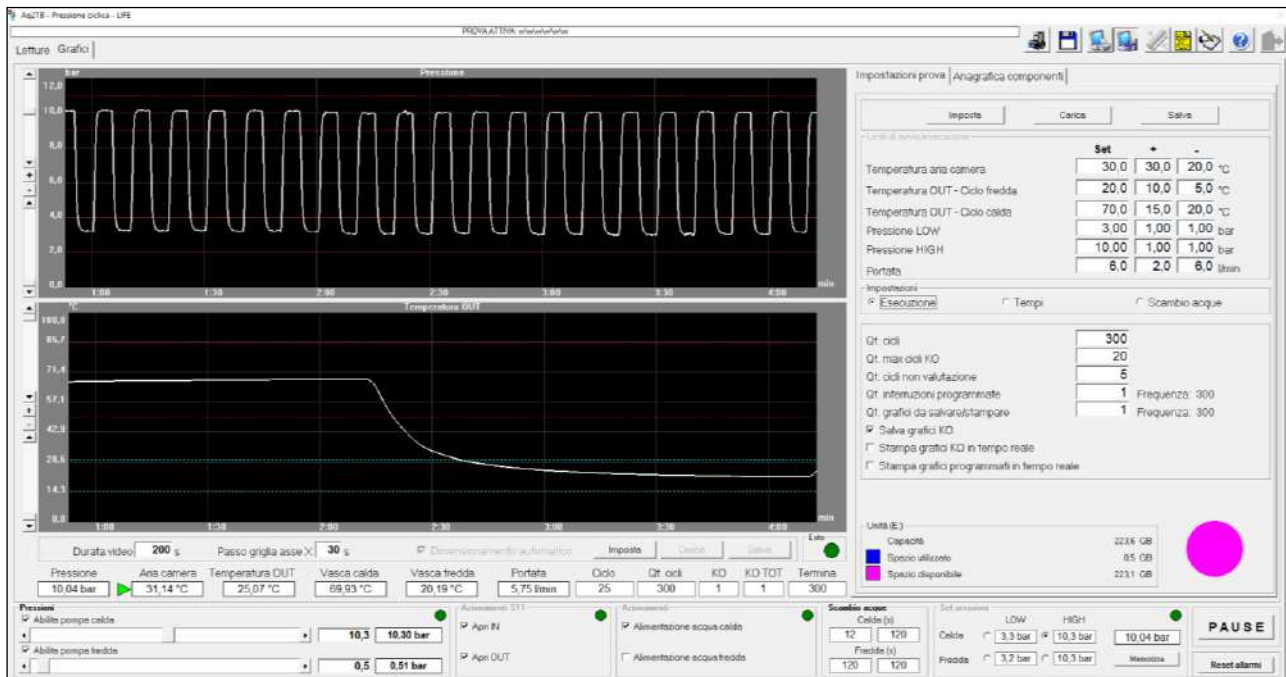 Aq2TB - Pressione ciclica - LIFE
PROVA ATTIVA:
Letture Grafici
bar Pressione
12,0
10,0
8,0
6,0
4,0
2,0
0,0
1:00 1:30 2:00 2:30 3:00 3:30 4:00 min
°C Temperatura OUT
100,0
85,7
71,4
57,1
42,9
28,6
14,3
0,0
1:00 1:30 2:00 2:30 3:00 3:30 4:00 min
Durata video 200 s Passo griglia asse X 30 s Dimensionamento automatico Imposta Carica Salva Esito
Pressione Aria camera Temperatura OUT Vasca calda Vasca fredda Portata Ciclo Qt. cicli KO KO TOT Termina
10,04 bar 31,14 °C 25,07 °C 69,93 °C 20,19 °C 5,75 l/min 25 300 1 1 300
Impostazioni prova Anagrafica componenti
Imposta Carica Salva
Set + -
Temperatura aria camera 30,0 30,0 20,0 °C
Temperatura OUT - Ciclo fredda 20,0 10,0 5,0 °C
Temperatura OUT - Ciclo calda 70,0 15,0 20,0 °C
Pressione LOW 3,00 1,00 1,00 bar
Pressione HIGH 10,00 1,00 1,00 bar
Portata 6,0 2,0 6,0 l/min
Impostazioni
Esecuzione Tempi Scambio acque
Qt. cicli 300
Qt. max cicli KO 20
Qt. cicli non valutazione 5
Qt. interruzioni programmate 1 Frequenza: 300
Qt. grafici da salvare/stampare 1 Frequenza: 300
Salva grafici KO
Stampa grafici KO in tempo reale
Stampa grafici programmati in tempo reale
Unità (E:)
Capacità 223,6 GB
Spazio utilizzato 0,5 GB
Spazio disponibile 223,1 GB
Pressioni
Abilita pompe calda
10,3 10,30 bar
Abilita pompe fredda
0,5 0,51 bar
Azionamenti ST1
Apri IN
Apri OUT
Azionamenti
Alimentazione acqua calda
Alimentazione acqua fredda
Scambio acque
Calda (s)
12 120
Fredda (s)
120 120
Set pressioni
LOW HIGH
Calda 3,3 bar 10,3 bar 10,04 bar
Fredda 3,2 bar 10,3 bar Memorizza
PAUSE
Reset allarmi